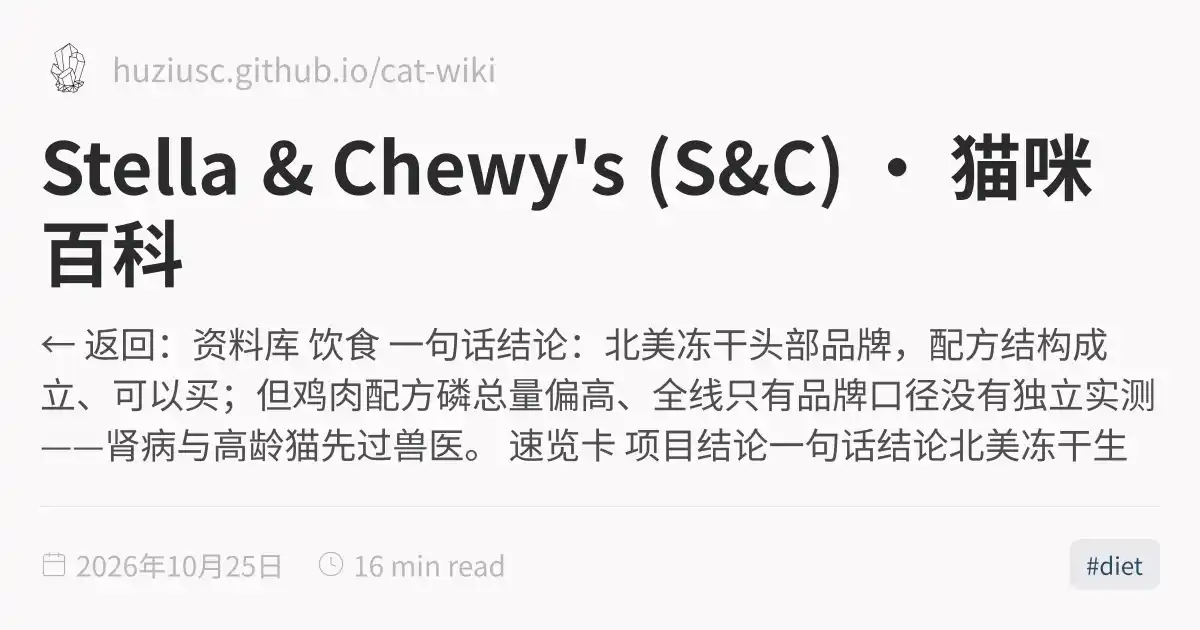 huziusc.github.io/cat-wiki
Stella & Chewy's (S&C) · 猫咪
百科
← 返回：资料库 饮食 一句话结论：北美冻干头部品牌，配方结构成
立、可以买；但鸡肉配方磷总量偏高、全线只有品牌口径没有独立实测
——肾病与高龄猫先过兽医。 速览卡 项目结论一句话结论北美冻干生
2026年10月25日
16 min read
#diet